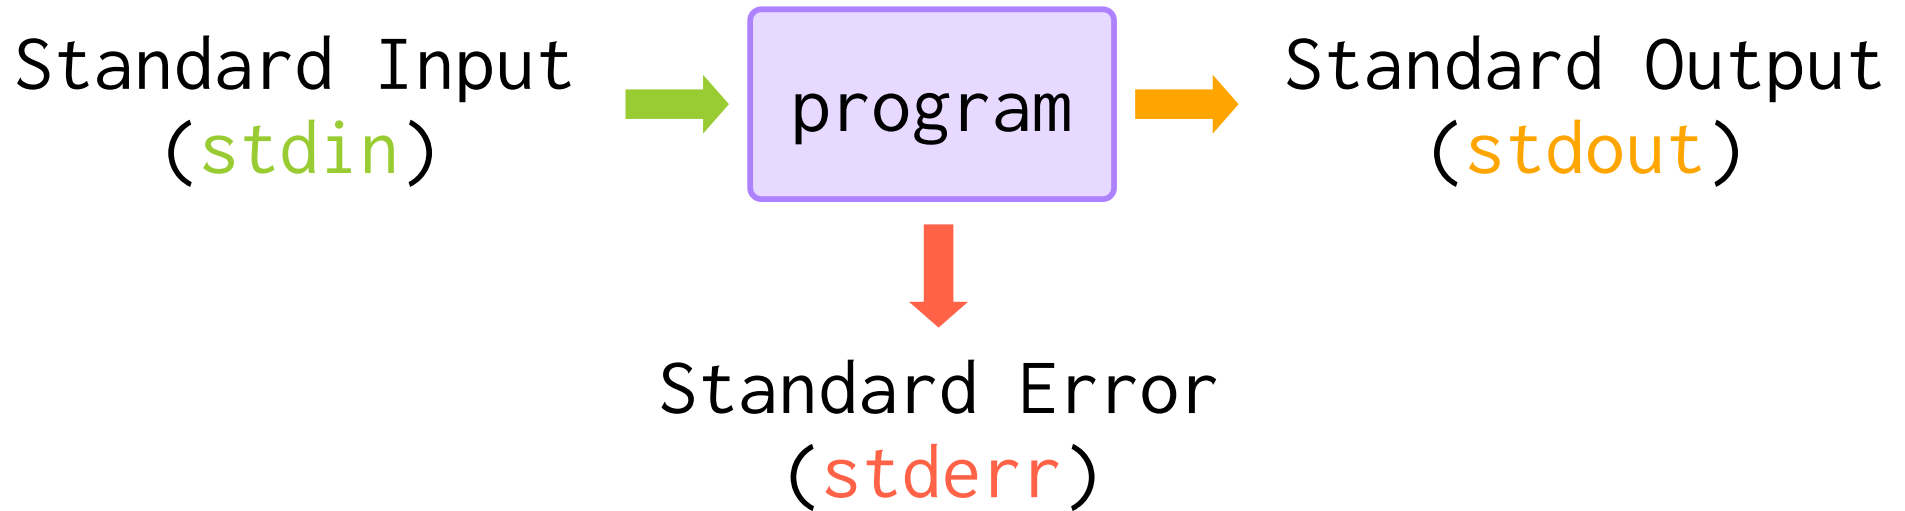 Standard Input
(stdin)
program
Standard Output
(stdout)
Standard Error
(stderr)